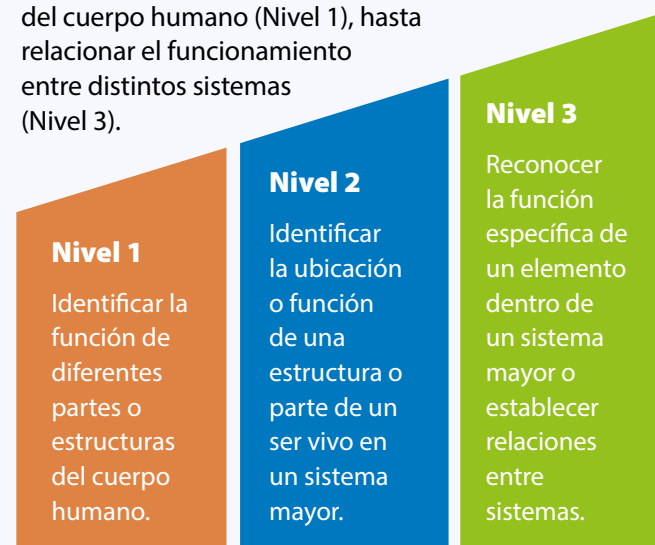 del cuerpo humano (Nivel 1), hasta
relacionar el funcionamiento
entre distintos sistemas
(Nivel 3).
Nivel 1
Identificar la
función de
diferentes
partes o
estructuras
del cuerpo
humano.
Nivel 2
Identificar
la ubicación
o función
de una
estructura o
parte de un
ser vivo en
un sistema
mayor.
Nivel 3
Reconocer
la función
específica de
un elemento
dentro de
un sistema
mayor o
establecer
relaciones
entre
sistemas.